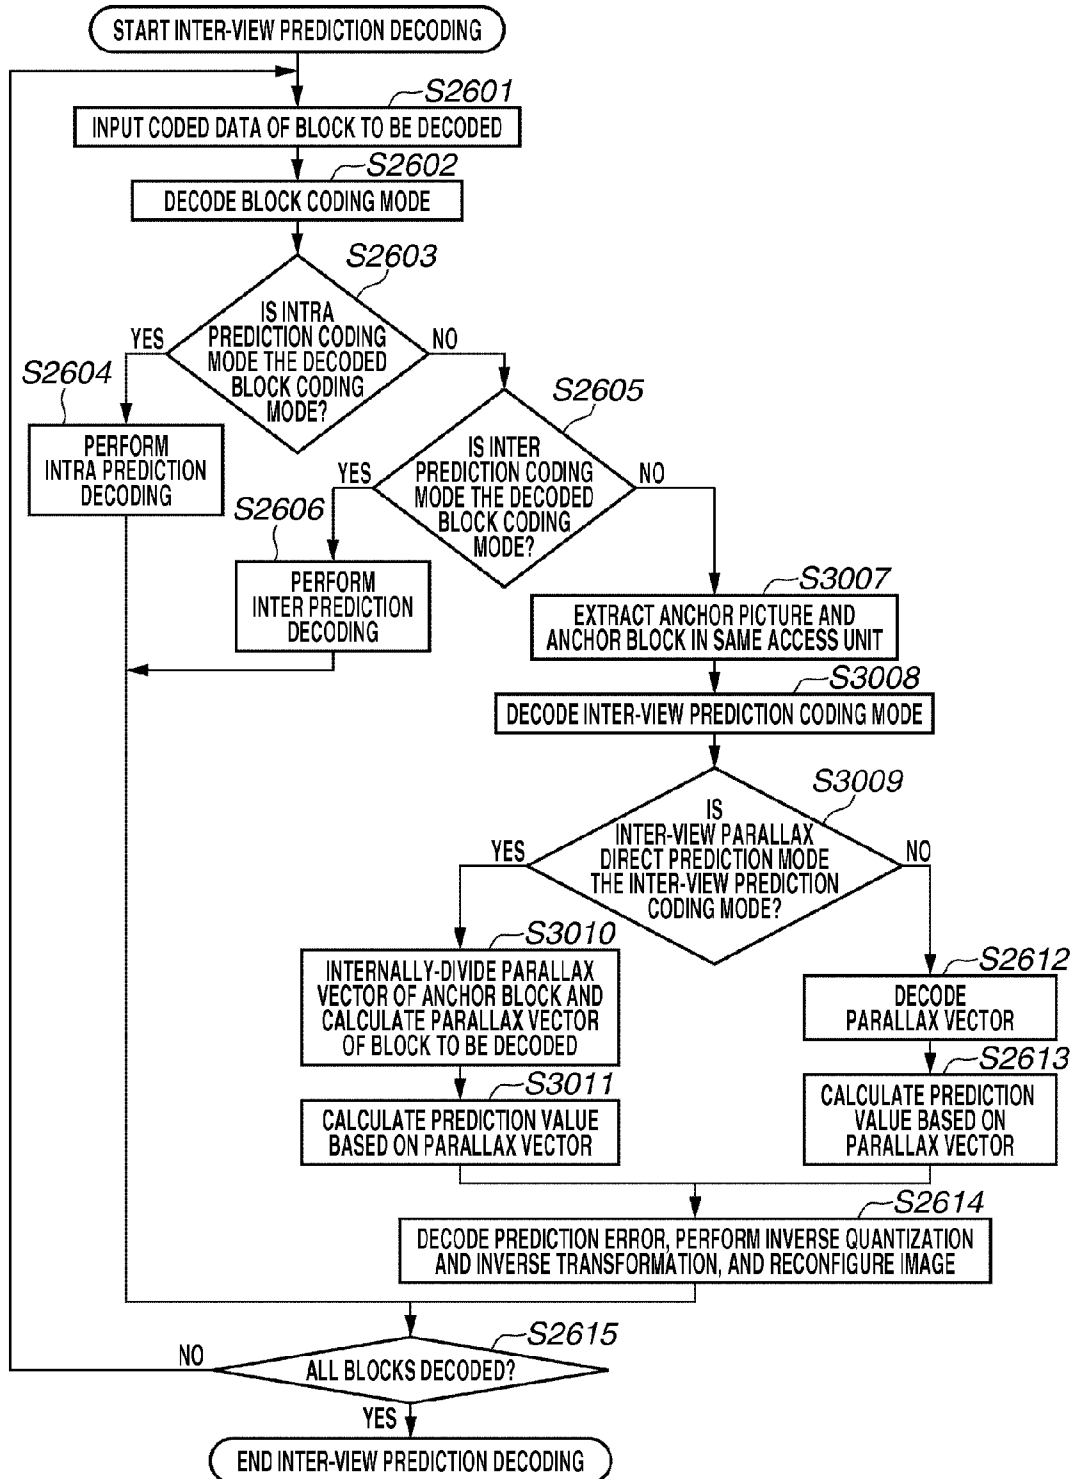 START INTER-VIEW PREDICTION DECODING
S2601
INPUT CODED DATA OF BLOCK TO BE DECODED
S2602
DECODE BLOCK CODING MODE
S2603
IS INTRA
PREDICTION CODING
MODE THE DECODED
BLOCK CODING
MODE?
YES
NO
S2604
PERFORM
INTRA PREDICTION
DECODING
S2605
IS INTER
PREDICTION CODING
MODE THE DECODED
BLOCK CODING
MODE?
YES
NO
S2606
PERFORM
INTER PREDICTION
DECODING
S3007
EXTRACT ANCHOR PICTURE AND
ANCHOR BLOCK IN SAME ACCESS UNIT
S3008
DECODE INTER-VIEW PREDICTION CODING MODE
S3009
IS
INTER-VIEW PARALLAX
DIRECT PREDICTION MODE
THE INTER-VIEW PREDICTION
CODING MODE?
YES
NO
S3010
INTERNALLY-DIVIDE PARALLAX
VECTOR OF ANCHOR BLOCK AND
CALCULATE PARALLAX VECTOR
OF BLOCK TO BE DECODED
S3011
CALCULATE PREDICTION VALUE
BASED ON PARALLAX VECTOR
S2612
DECODE
PARALLAX VECTOR
S2613
CALCULATE PREDICTION
VALUE BASED ON
PARALLAX VECTOR
S2614
DECODE PREDICTION ERROR, PERFORM INVERSE QUANTIZATION
AND INVERSE TRANSFORMATION, AND RECONFIGURE IMAGE
S2615
ALL BLOCKS DECODED?
NO
YES
END INTER-VIEW PREDICTION DECODING